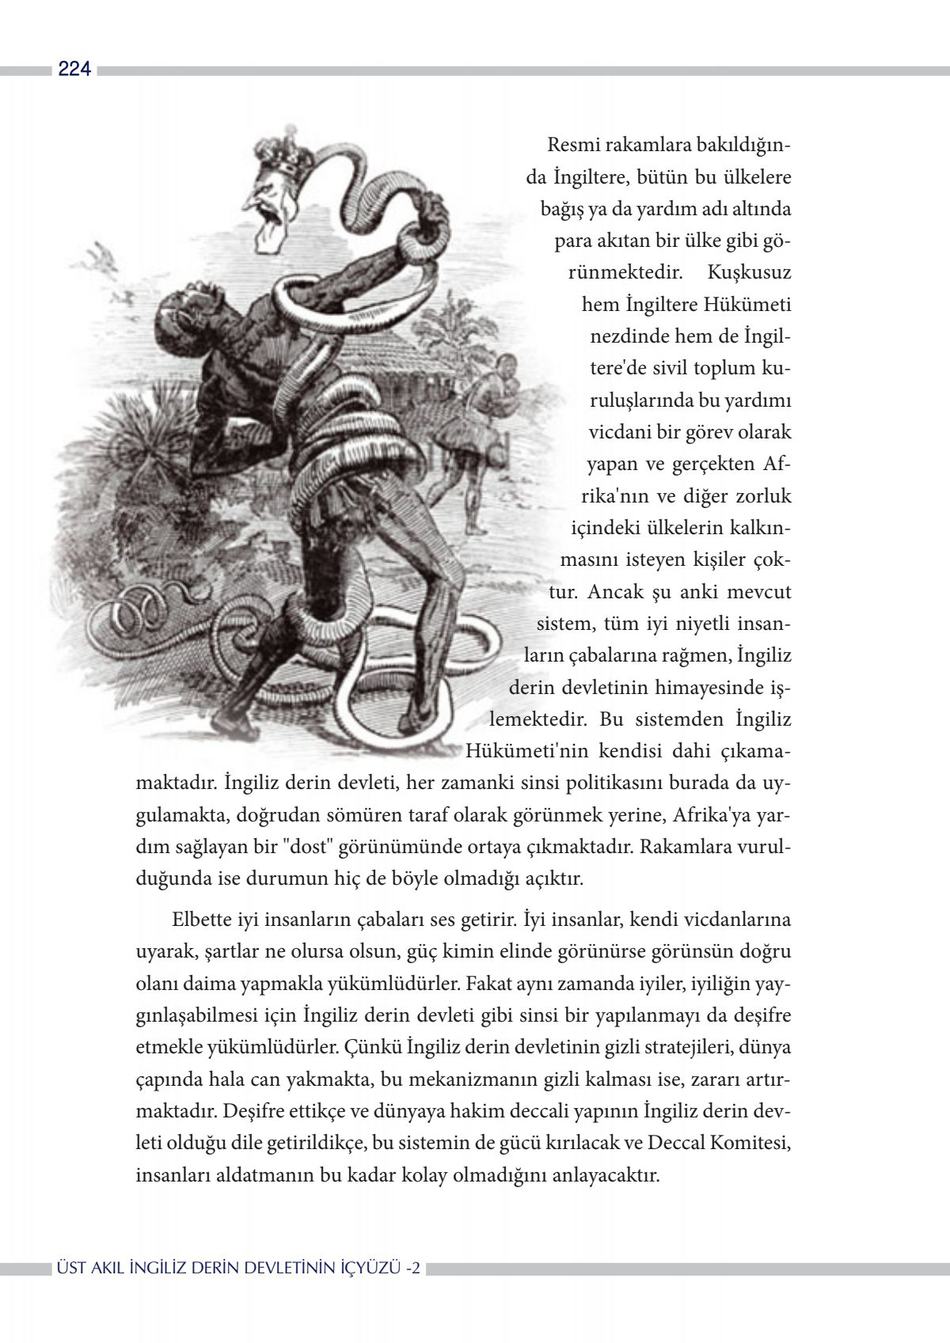 224
Resmi rakamlara bakıldığın-
da İngiltere, bütün bu ülkelere
bağış ya da yardım adı altında
para akıtan bir ülke gibi gö-
rünmektedir. Kuşkusuz
hem İngiltere Hükümeti
nezdinde hem de İngil-
tere'de sivil toplum ku-
ruluşlarında bu yardımı
vicdani bir görev olarak
yapan ve gerçekten Af-
rika'nın ve diğer zorluk
içindeki ülkelerin kalkın-
masını isteyen kişiler çok-
tur. Ancak şu anki mevcut
sistem, tüm iyi niyetli insan-
ların çabalarına rağmen, İngiliz
derin devletinin himayesinde iş-
lemektedir. Bu sistemden İngiliz
Hükümeti'nin kendisi dahi çıkama-
maktadır. İngiliz derin devleti, her zamanki sinsi politikasını burada da uy-
gulamakta, doğrudan sömüren taraf olarak görünmek yerine, Afrika'ya yar-
dım sağlayan bir "dost" görünümünde ortaya çıkmaktadır. Rakamlara vurul-
duğunda ise durumun hiç de böyle olmadığı açıktır.
Elbette iyi insanların çabaları ses getirir. İyi insanlar, kendi vicdanlarına
uyarak, şartlar ne olursa olsun, güç kimin elinde görünürse görünsün doğru
olanı daima yapmakla yükümlüdürler. Fakat aynı zamanda iyiler, iyiliğin yay-
gınlaşabilmesi için İngiliz derin devleti gibi sinsi bir yapılanmayı da deşifre
etmekle yükümlüdürler. Çünkü İngiliz derin devletinin gizli stratejileri, dünya
çapında hala can yakmakta, bu mekanizmanın gizli kalması ise, zararı artır-
maktadır. Deşifre ettikçe ve dünyaya hakim deccali yapının İngiliz derin dev-
leti olduğu dile getirildikçe, bu sistemin de gücü kırılacak ve Deccal Komitesi,
insanları aldatmanın bu kadar kolay olmadığını anlayacaktır.
ÜST AKIL İNGİLİZ DERİN DEVLETİNİN İÇYÜZÜ -2